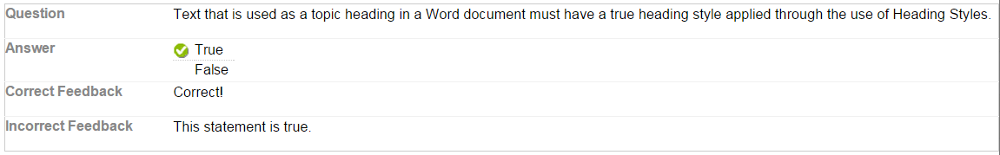 Question Text that is used as a topic heading in a Word document must have a true heading style applied through the use of Heading Styles.
Answer True
False
Correct Feedback Correct!
Incorrect Feedback This statement is true.